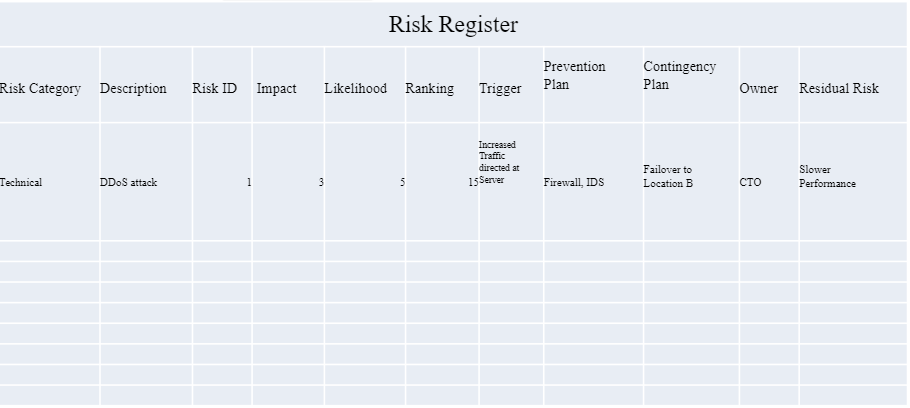 Risk Register
Risk Category Description Risk ID Impact Likelihood Ranking Trigger Prevention Plan Contingency Plan Owner Residual Risk
Technical DDoS attack 1 3 5 15 Increased Traffic directed at Server Firewall, IDS Failover to Location B CTO Slower Performance